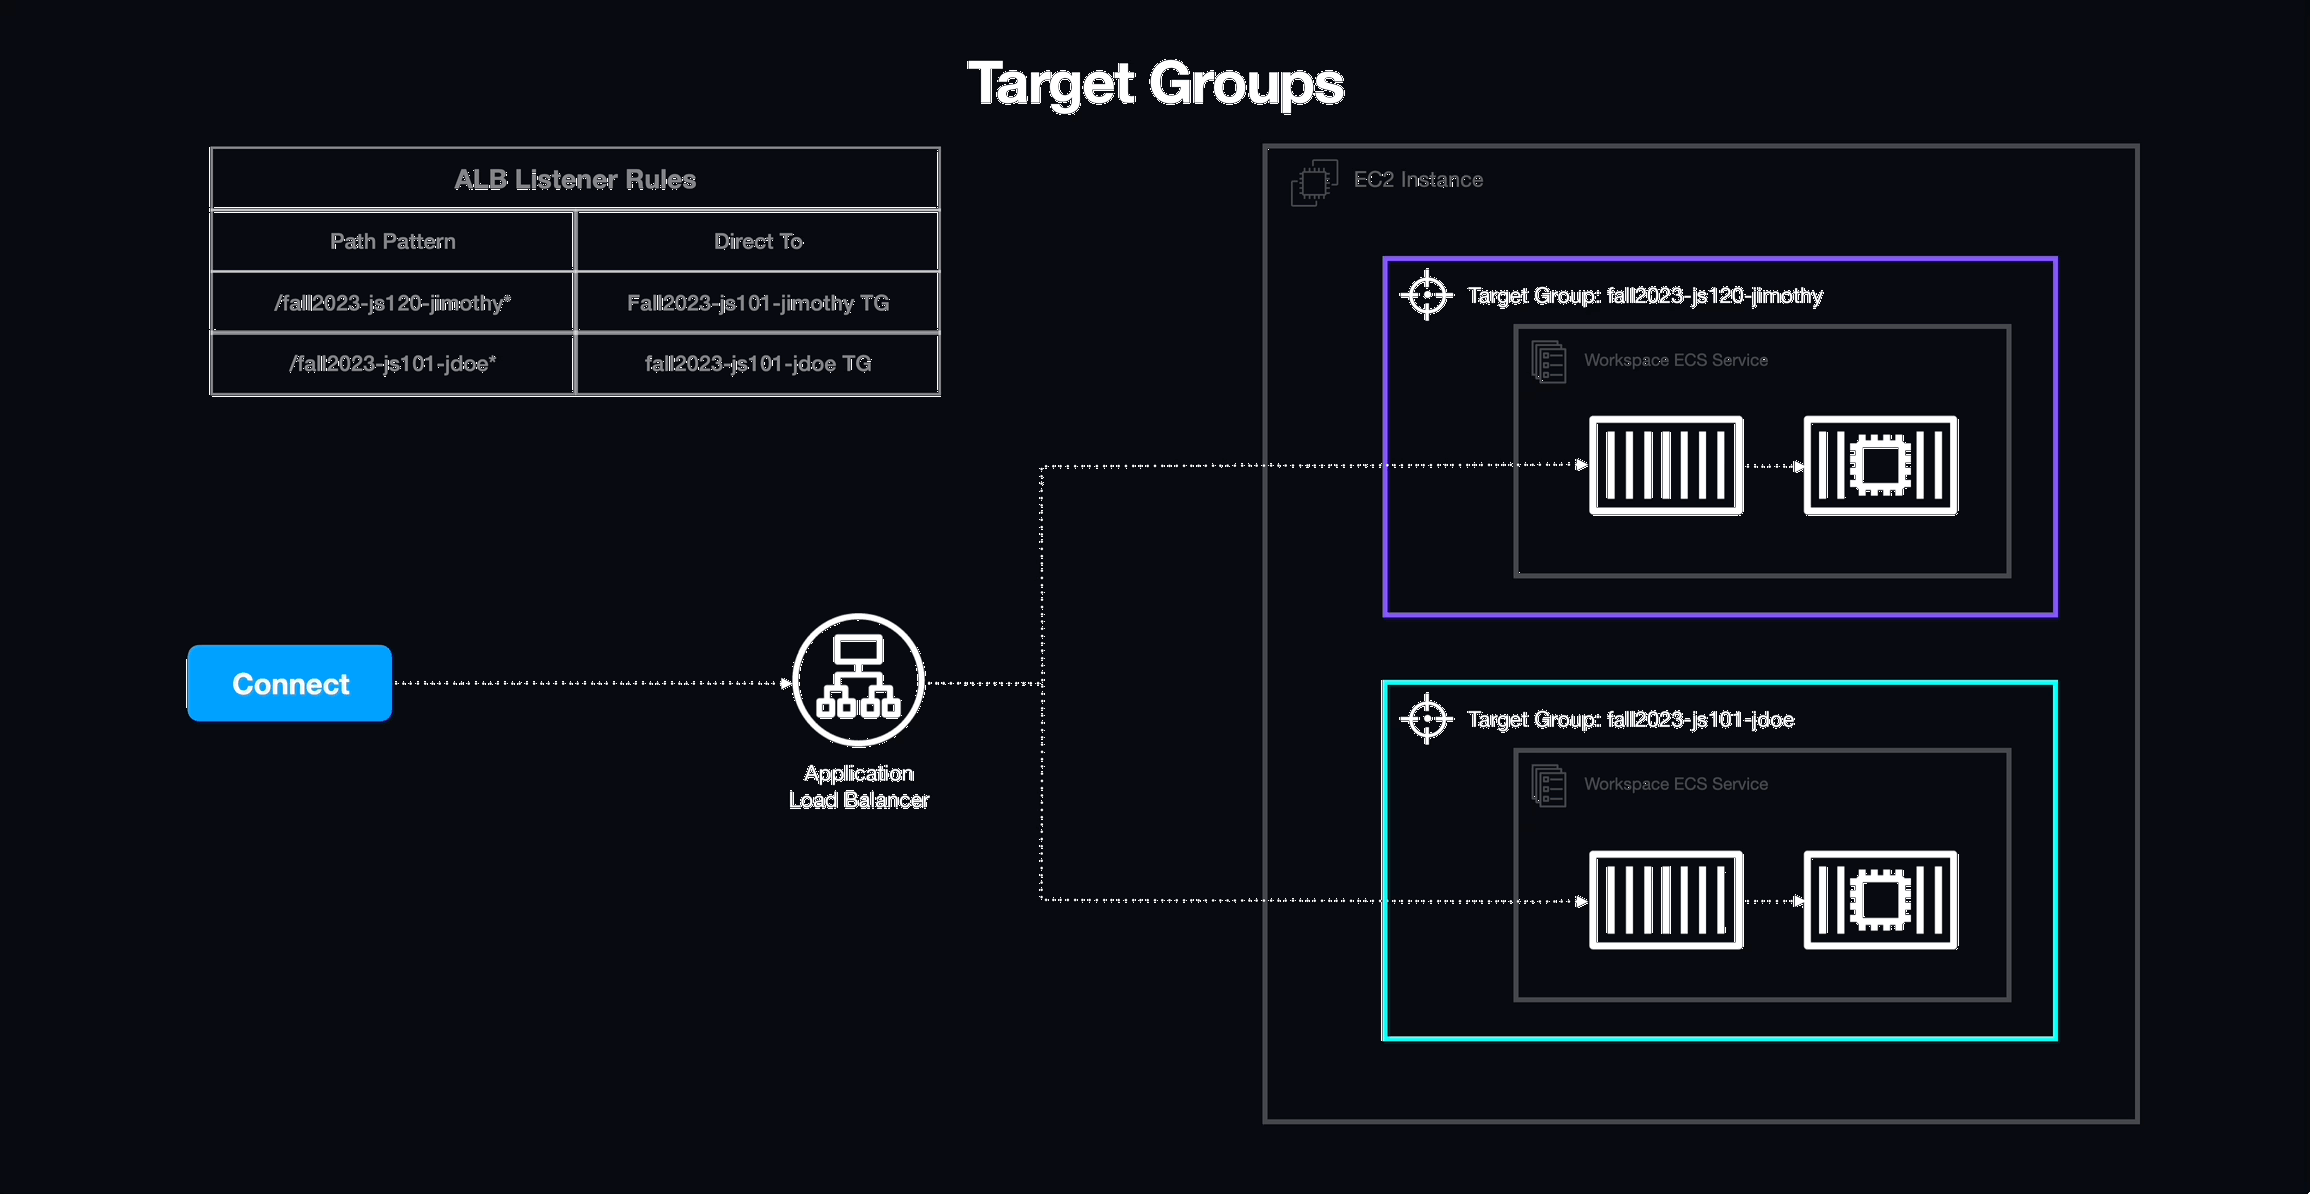 Target Groups
ALB Listener Rules
Path Pattern
Direct To
/fall2023-js120-jimothy*
Fall2023-js101-jimothy TG
/fall2023-js101-jdoe*
fall2023-js101-jdoe TG
EC2 Instance
Target Group: fall2023-js120-jimothy
Workspace ECS Service
Connect
Application
Load Balancer
Target Group: fall2023-js101-jdoe
Workspace ECS Service